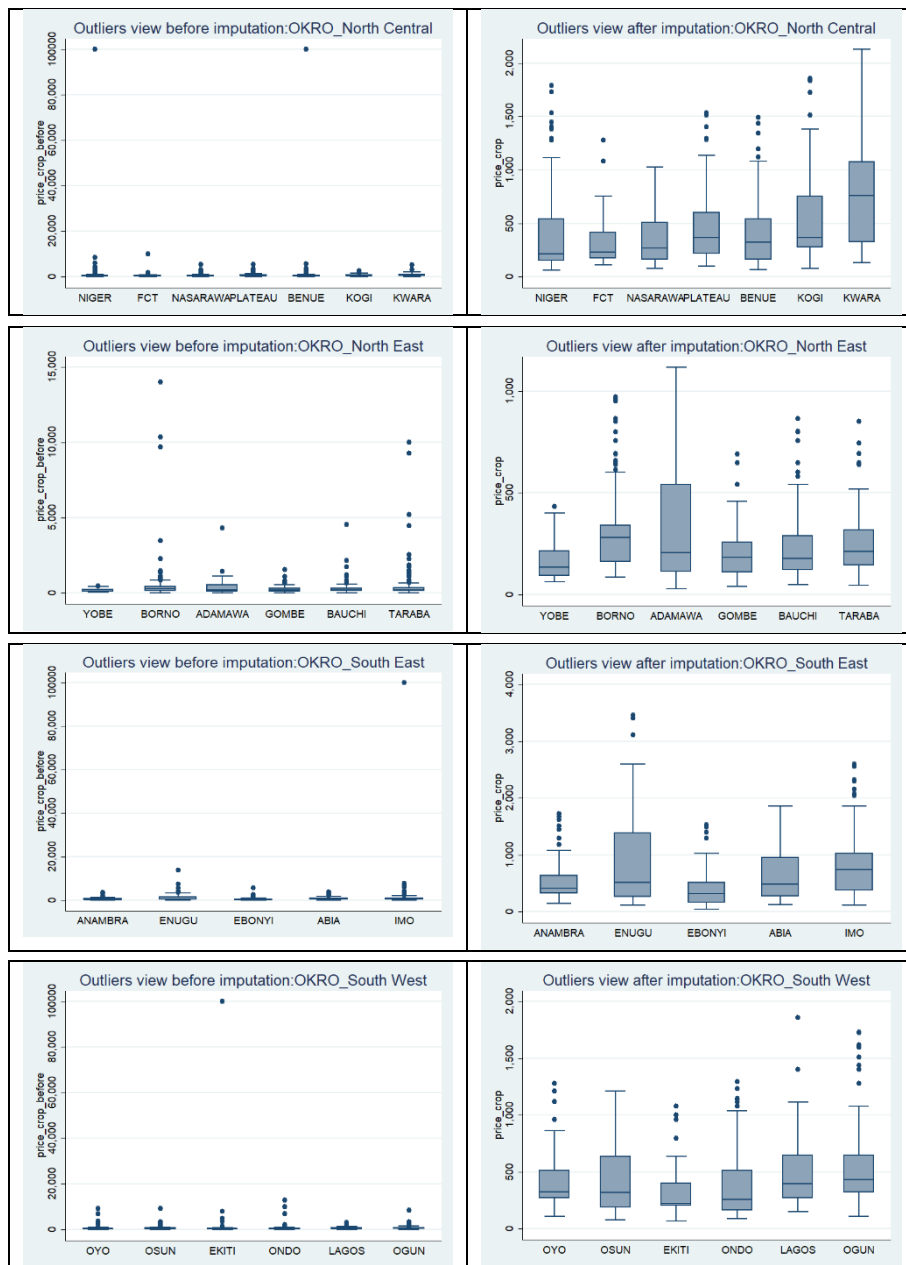 Outliers view before imputation:OKRO_North Central
price_crop_before
100000
80,000
60,000
40,000
20,000
0
NIGER FCT NASARAWAPLATEAU BENUE KOGI KWARA
Outliers view after imputation:OKRO_North Central
price_crop
2,000
1,500
1,000
500
0
NIGER FCT NASARAWAPLATEAU BENUE KOGI KWARA
Outliers view before imputation:OKRO_North East
price_crop_before
15,000
10,000
5,000
0
YOBE BORNO ADAMAWA GOMBE BAUCHI TARABA
Outliers view after imputation:OKRO_North East
price_crop
1,000
500
0
YOBE BORNO ADAMAWA GOMBE BAUCHI TARABA
Outliers view before imputation:OKRO_South East
price_crop_before
100000
80,000
60,000
40,000
20,000
0
ANAMBRA ENUGU EBONYI ABIA IMO
Outliers view after imputation:OKRO_South East
price_crop
4,000
3,000
2,000
1,000
0
ANAMBRA ENUGU EBONYI ABIA IMO
Outliers view before imputation:OKRO_South West
price_crop_before
100000
80,000
60,000
40,000
20,000
0
OYO OSUN EKITI ONDO LAGOS OGUN
Outliers view after imputation:OKRO_South West
price_crop
2,000
1,500
1,000
500
0
OYO OSUN EKITI ONDO LAGOS OGUN